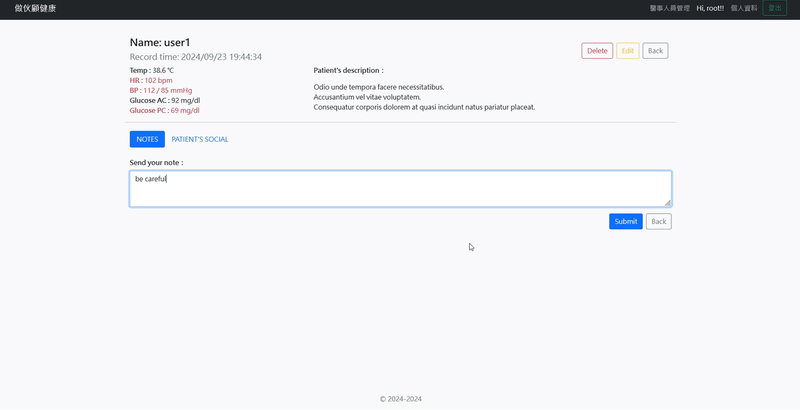 做伙顧健康 醫事人員管理 Hi, root!! 個人資料 登出
Name: user1
Record time: 2024/09/23 19:44:34
Delete Edit Back
Temp : 38.6 °C
HR : 102 bpm
BP : 112 / 85 mmHg
Glucose AC : 92 mg/dl
Glucose PC : 69 mg/dl
Patient's description：
Odio unde tempora facere necessitatibus.
Accusantium vel vitae voluptatem.
Consequatur corporis dolorem at quasi incidunt natus pariatur placeat.
NOTES PATIENT'S SOCIAL
Send your note：
be careful
Submit Back
© 2024-2024